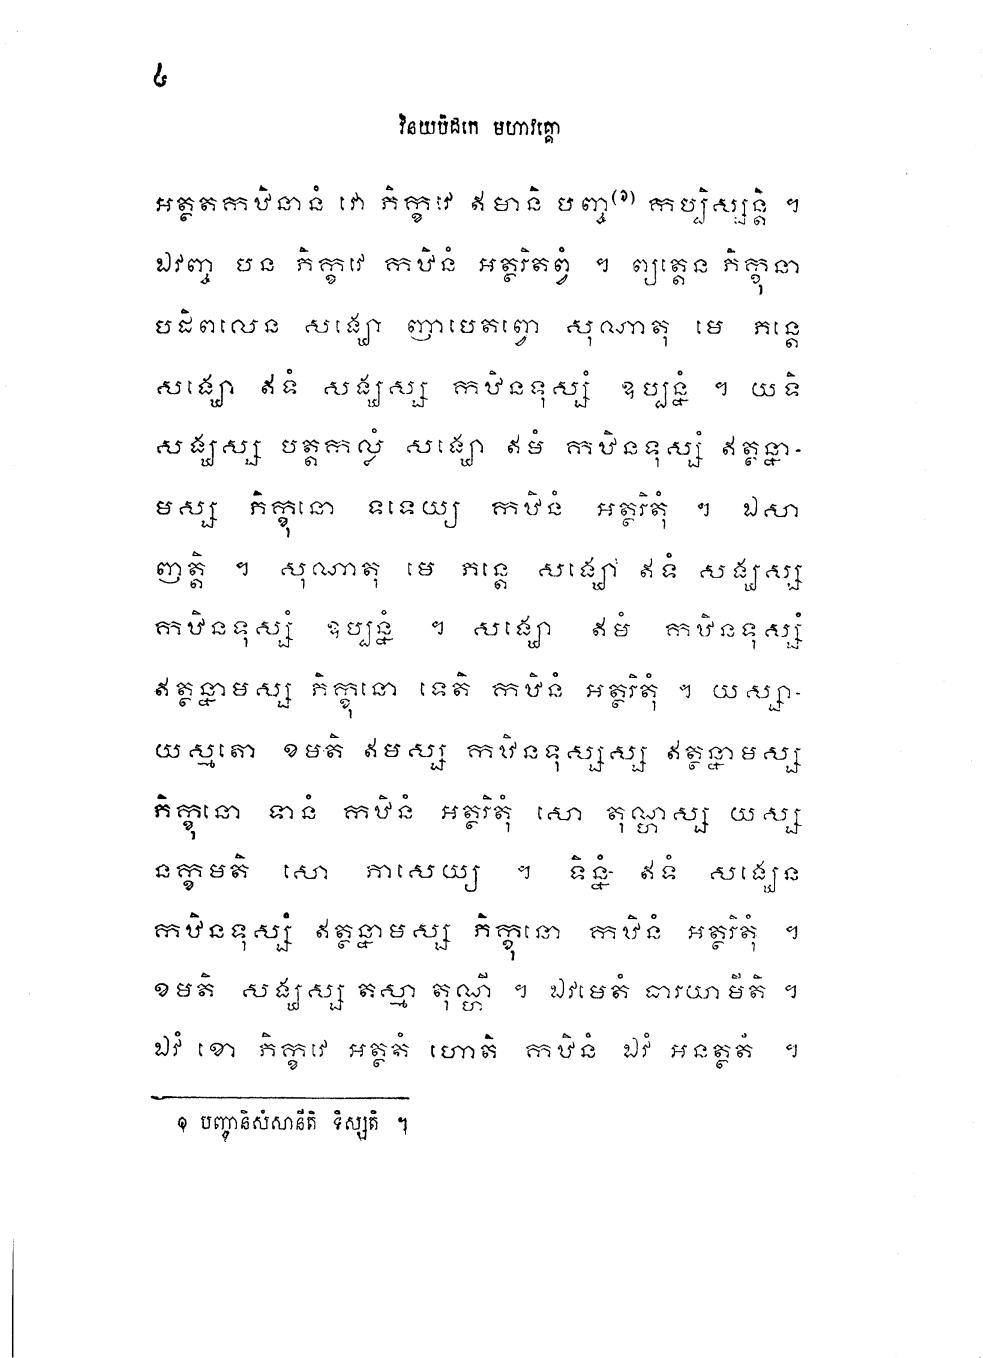 ៤
វិនយបិដកេ មហាវគ្គោ
អត្ថតកឋិនានំ វោ ភិក្ខវេ ឥមានិ បញ្ច(១) កប្បិស្សន្តិ ។
ឯវញ្ច បន ភិក្ខវេ កឋិនំ អត្ថរិតព្វំ ។ ព្យត្តេន ភិក្ខុនា
បដិពលេន សង្ឃោ ញាបេតព្វោ សុណាតុ មេ ភន្តេ
សង្ឃោ ឥទំ សង្ឃស្ស កឋិនទុស្សំ ឧប្បន្នំ ។ យទិ
សង្ឃស្ស បត្តកល្លំ សង្ឃោ ឥមំ កឋិនទុស្សំ ឥត្ថន្នា-
មស្ស ភិក្ខុនោ ទទេយ្យ កឋិនំ អត្ថរិតុំ ។ ឯសា
ញត្តិ ។ សុណាតុ មេ ភន្តេ សង្ឃោ ឥទំ សង្ឃស្ស
កឋិនទុស្សំ ឧប្បន្នំ ។ សង្ឃោ ឥមំ កឋិនទុស្សំ
ឥត្ថន្នាមស្ស ភិក្ខុនោ ទេតិ កឋិនំ អត្ថរិតុំ ។ យស្សា-
យស្មតោ ខមតិ ឥមស្ស កឋិនទុស្សស្ស ឥត្ថន្នាមស្ស
ភិក្ខុនោ ទានំ កឋិនំ អត្ថរិតុំ សោ តុណ្ហស្ស យស្ស
នក្ខមតិ សោ ភាសេយ្យ ។ ទិន្នំ ឥទំ សង្ឃេន
កឋិនទុស្សំ ឥត្ថន្នាមស្ស ភិក្ខុនោ កឋិនំ អត្ថរិតុំ ។
ខមតិ សង្ឃស្ស តស្មា តុណ្ហី ។ ឯវមេតំ ធារយាមីតិ ។
ឯវំ ខោ ភិក្ខវេ អត្ថតំ ហោតិ កឋិនំ ឯវំ អនត្ថតំ ។
១ បញ្ចានិសំសានីតិ ទិស្សតិ ។